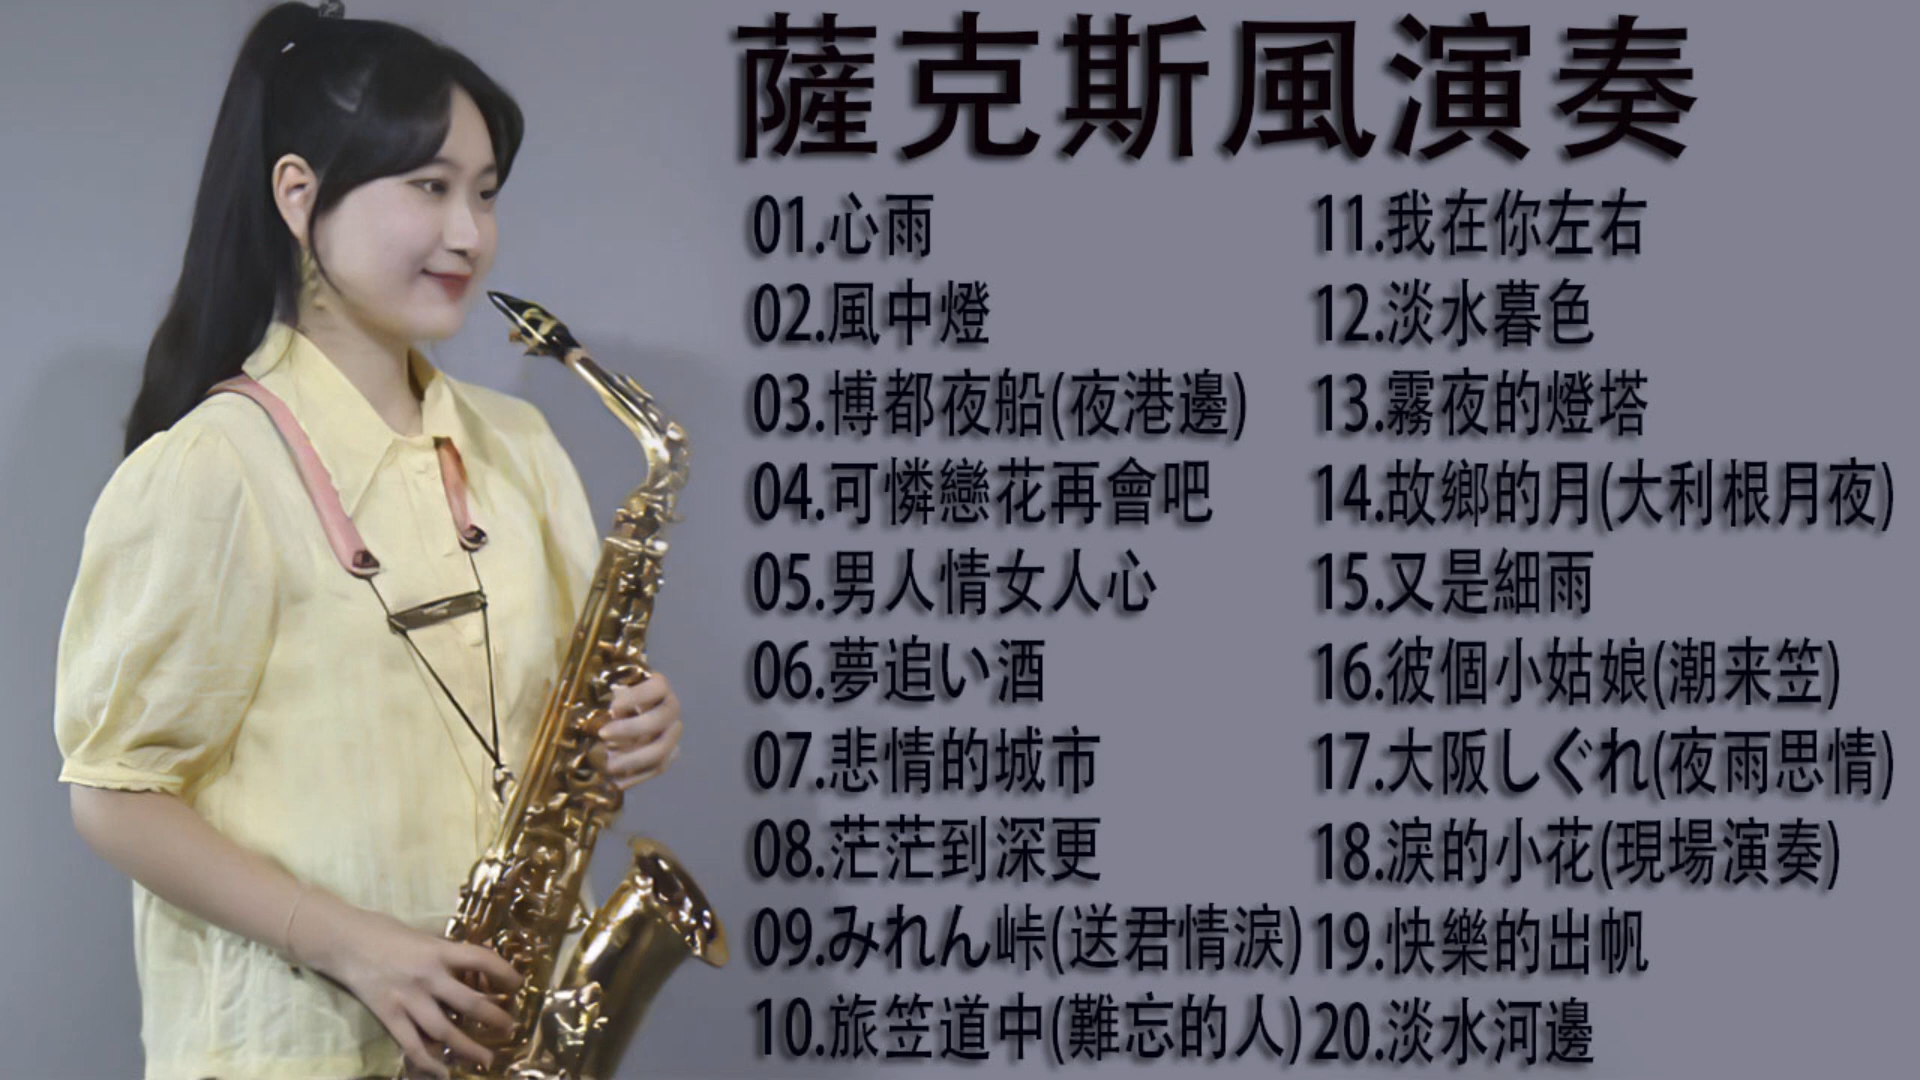 薩克斯風演奏
01.心雨
02.風中燈
03.博都夜船(夜港邊)
04.可憐戀花再會吧
05.男人情女人心
06.夢追い酒
07.悲情的城市
08.茫茫到深更
09.みれん峠(送君情淚)
10.旅笠道中(難忘的人)
11.我在你左右
12.淡水暮色
13.霧夜的燈塔
14.故鄉的月(大利根月夜)
15.又是細雨
16.彼個小姑娘(潮来笠)
17.大阪しぐれ(夜雨思情)
18.淚的小花(現場演奏)
19.快樂的出帆
20.淡水河邊